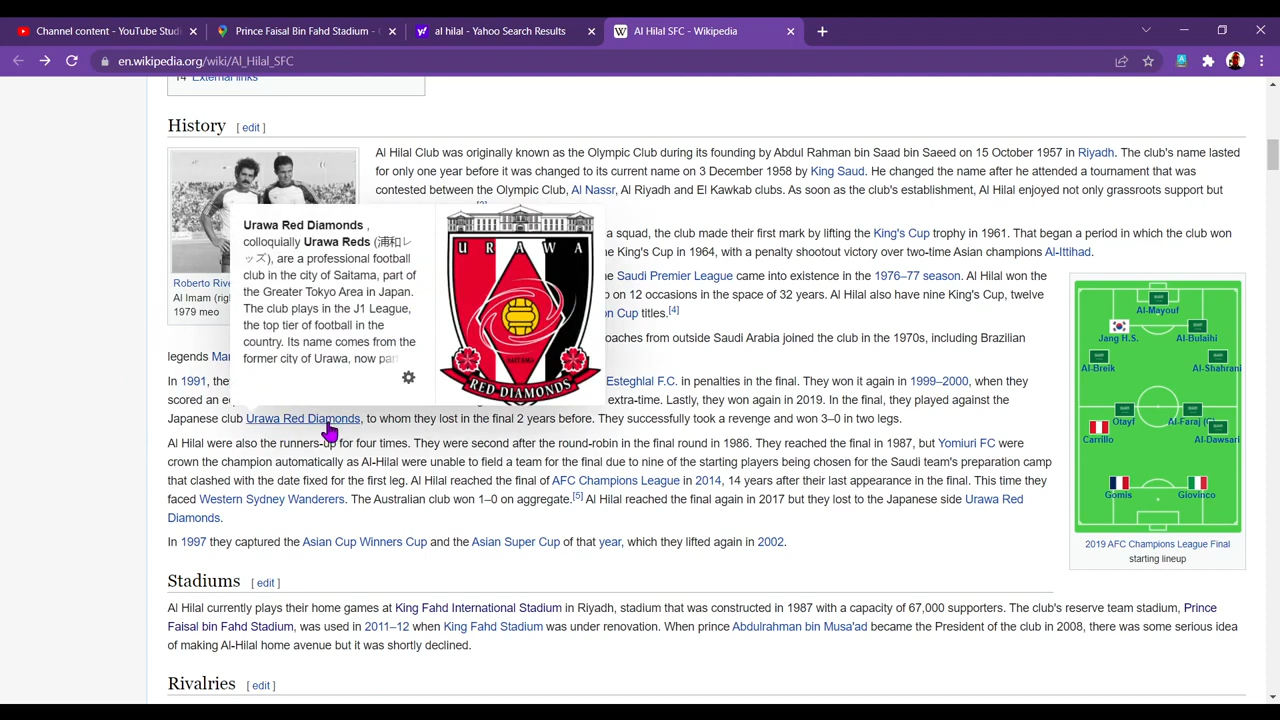 Channel content - YouTube Studi
Prince Faisal Bin Fahd Stadium -
al hilal - Yahoo Search Results
Al Hilal SFC - Wikipedia
en.wikipedia.org/wiki/Al_Hilal_SFC
14 External links
History [ edit ]
Al Hilal Club was originally known as the Olympic Club during its founding by Abdul Rahman bin Saad bin Saeed on 15 October 1957 in Riyadh. The club's name lasted
for only one year before it was changed to its current name on 3 December 1958 by King Saud. He changed the name after he attended a tournament that was
contested between the Olympic Club, Al Nassr, Al Riyadh and El Kawkab clubs. As soon as the club's establishment, Al Hilal enjoyed not only grassroots support but
a squad, the club made their first mark by lifting the King's Cup trophy in 1961. That began a period in which the club won
the King's Cup in 1964, with a penalty shootout victory over two-time Asian champions Al-Ittihad.
Saudi Premier League came into existence in the 1976–77 season. Al Hilal won the
on 12 occasions in the space of 32 years. Al Hilal also have nine King's Cup, twelve
Cup titles.[4]
from outside Saudi Arabia joined the club in the 1970s, including Brazilian
legends
Urawa Red Diamonds ,
colloquially Urawa Reds (浦和レ
ッズ), are a professional football
club in the city of Saitama, part of
the Greater Tokyo Area in Japan.
The club plays in the J1 League,
the top tier of football in the
country. Its name comes from the
former city of Urawa, now part
URAWA
SAITAMA
RED DIAMONDS
Roberto
Al Imam
1979 meo
In 1991, they
Esteghlal F.C. in penalties in the final. They won it again in 1999–2000, when they
scored an
extra-time. Lastly, they won again in 2019. In the final, they played against the
Japanese club Urawa Red Diamonds, to whom they lost in the final 2 years before. They successfully took a revenge and won 3–0 in two legs.
Al Hilal were also the runners-up for four times. They were second after the round-robin in the final round in 1986. They reached the final in 1987, but Yomiuri FC were
crown the champion automatically as Al-Hilal were unable to field a team for the final due to nine of the starting players being chosen for the Saudi team's preparation camp
that clashed with the date fixed for the first leg. Al Hilal reached the final of AFC Champions League in 2014, 14 years after their last appearance in the final. This time they
faced Western Sydney Wanderers. The Australian club won 1–0 on aggregate.[5] Al Hilal reached the final again in 2017 but they lost to the Japanese side Urawa Red
Diamonds.
In 1997 they captured the Asian Cup Winners Cup and the Asian Super Cup of that year, which they lifted again in 2002.
Al-Mayouf
Jang H.S.
Al-Bulaihi
Al-Breik
Al-Shahrani
Otayf
Al-Faraj (C)
Carrillo
Al-Dawsari
Gomis
Giovinco
2019 AFC Champions League Final
starting lineup
Stadiums [ edit ]
Al Hilal currently plays their home games at King Fahd International Stadium in Riyadh, stadium that was constructed in 1987 with a capacity of 67,000 supporters. The club's reserve team stadium, Prince
Faisal bin Fahd Stadium, was used in 2011–12 when King Fahd Stadium was under renovation. When prince Abdulrahman bin Musa'ad became the President of the club in 2008, there was some serious idea
of making Al-Hilal home avenue but it was shortly declined.
Rivalries [ edit ]